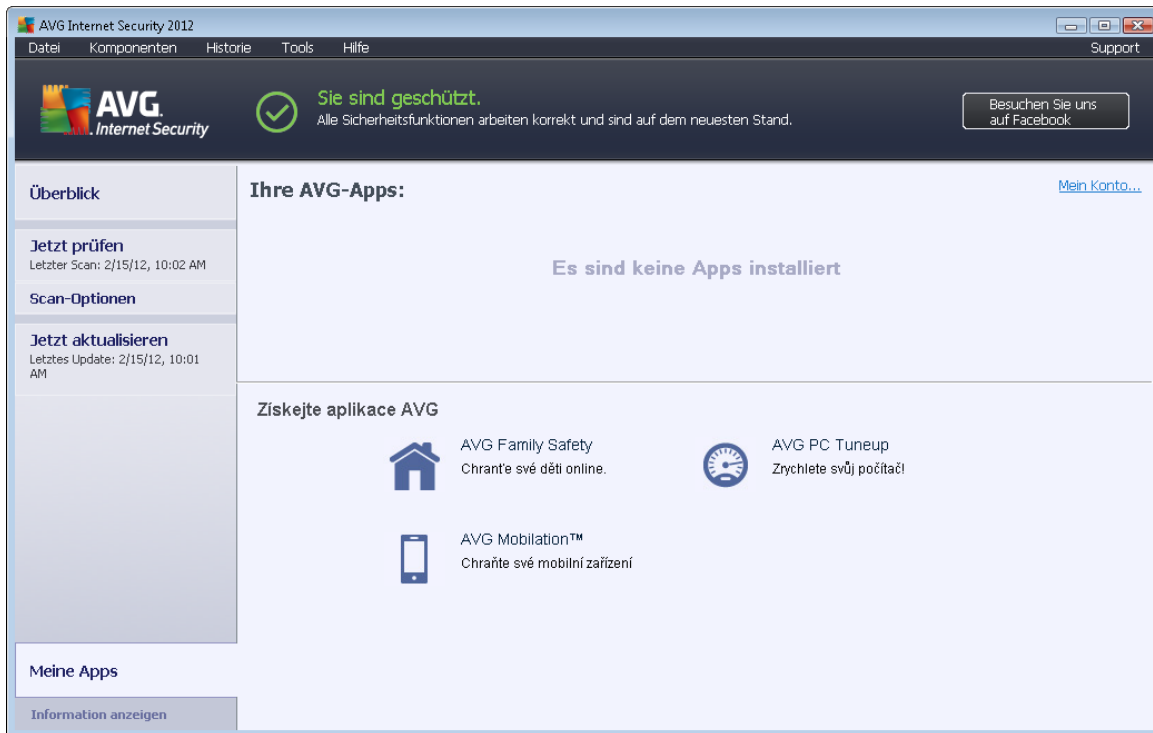 AVG Internet Security 2012
Datei Komponenten Historie Tools Hilfe Support
AVG.
Internet Security
Sie sind geschützt.
Alle Sicherheitsfunktionen arbeiten korrekt und sind auf dem neuesten Stand.
Besuchen Sie uns
auf Facebook
Überblick
Jetzt prüfen
Letzter Scan: 2/15/12, 10:02 AM
Scan-Optionen
Jetzt aktualisieren
Letztes Update: 2/15/12, 10:01
AM
Meine Apps
Information anzeigen
Ihre AVG-Apps:
Mein Konto...
Es sind keine Apps installiert
Získejte aplikace AVG
AVG Family Safety
Chranťe své děti online.
AVG PC Tuneup
Zrychlete svůj počítač!
AVG Mobilation™
Chraňte své mobilní zařízení